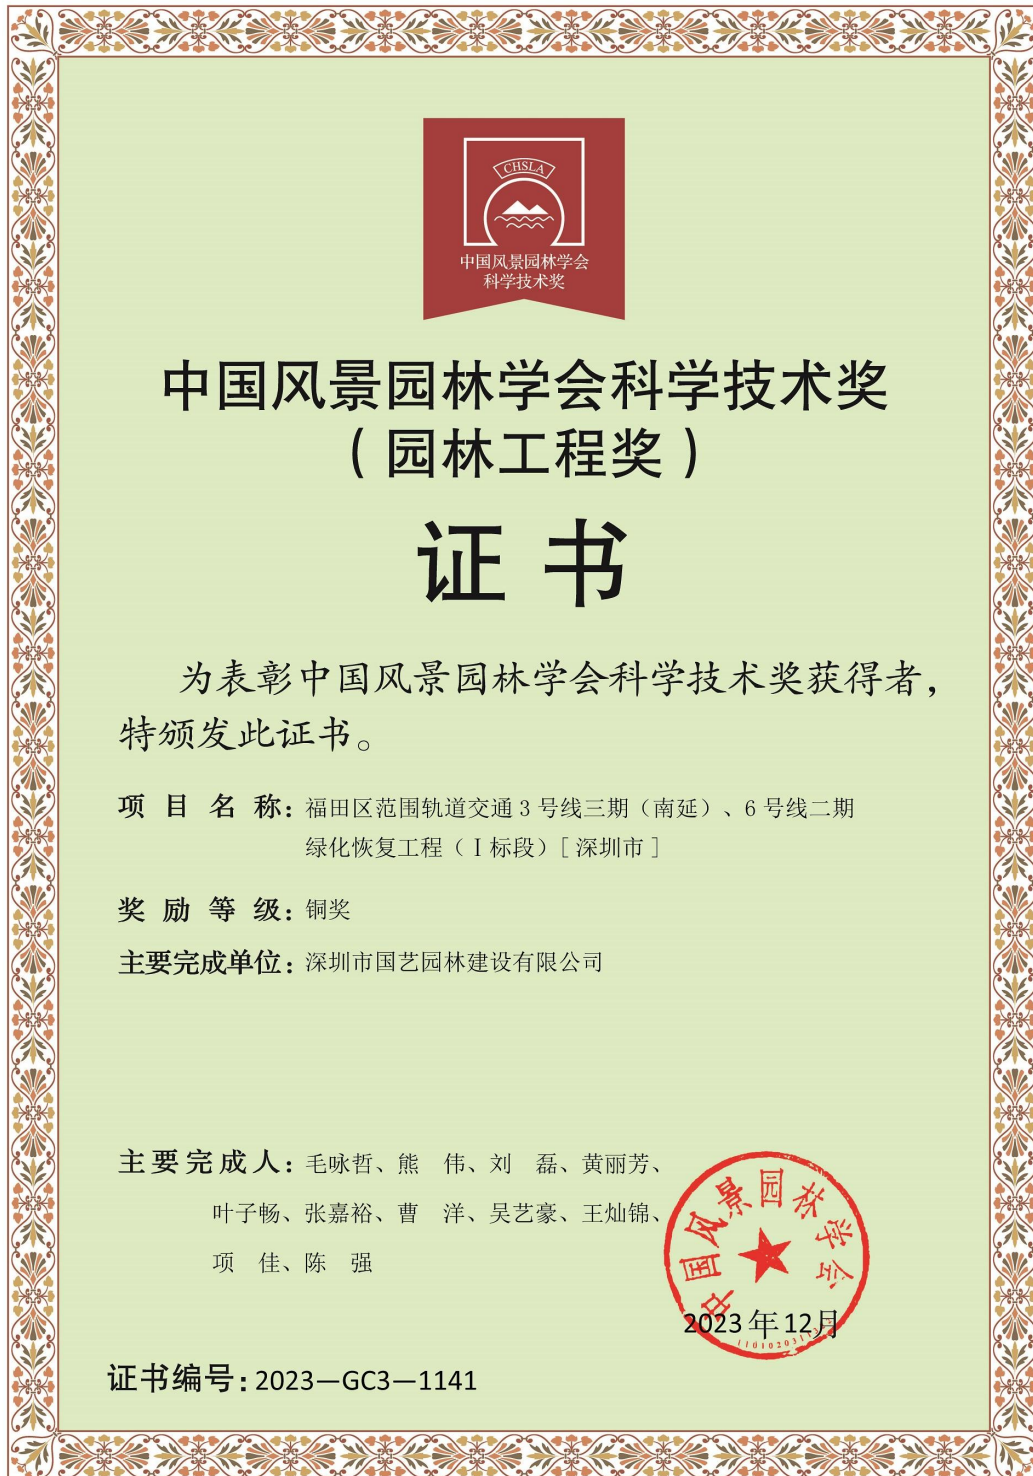 CHSLA
中国风景园林学会
科学技术奖
中国风景园林学会科学技术奖
（园林工程奖）
证书
为表彰中国风景园林学会科学技术奖获得者，
特颁发此证书。
项目名称：福田区范围轨道交通3号线三期（南延）、6号线二期
绿化恢复工程（Ⅰ标段）[深圳市]
奖励等级：铜奖
主要完成单位：深圳市国艺园林建设有限公司
主要完成人：毛咏哲、熊　伟、刘　磊、黄丽芳、
叶子畅、张嘉裕、曹　洋、吴艺豪、王灿锦、
项　佳、陈　强
中国风景园林学会
2023年12月
证书编号：2023—GC3—1141